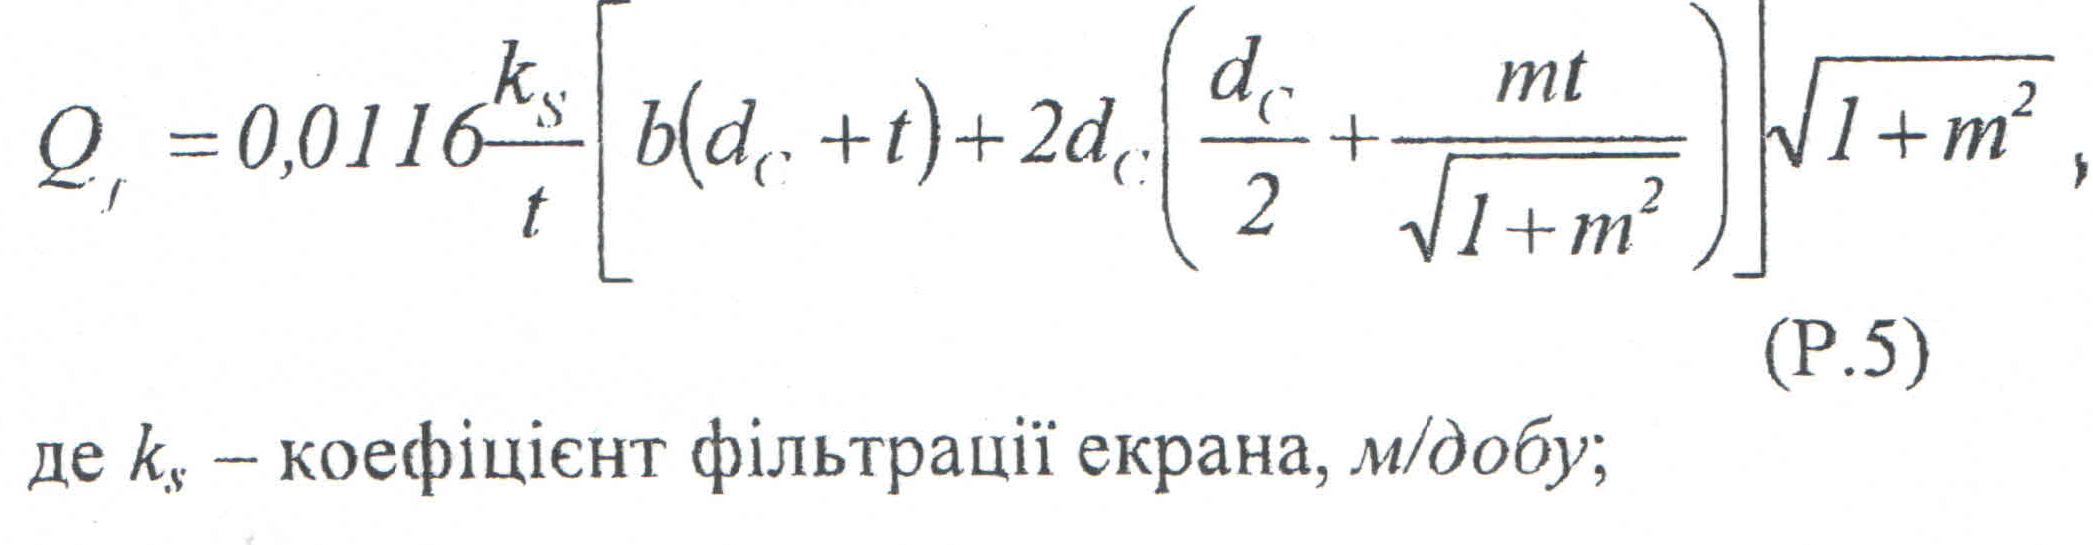 Q_f = 0,0116 k_S/t [ b(d_C + t) + 2d_C ( d_C/2 + mt/√(1+m²) ) ] √(1+m²) ,
(Р.5)
де k_s – коефіцієнт фільтрації екрана, м/добу;